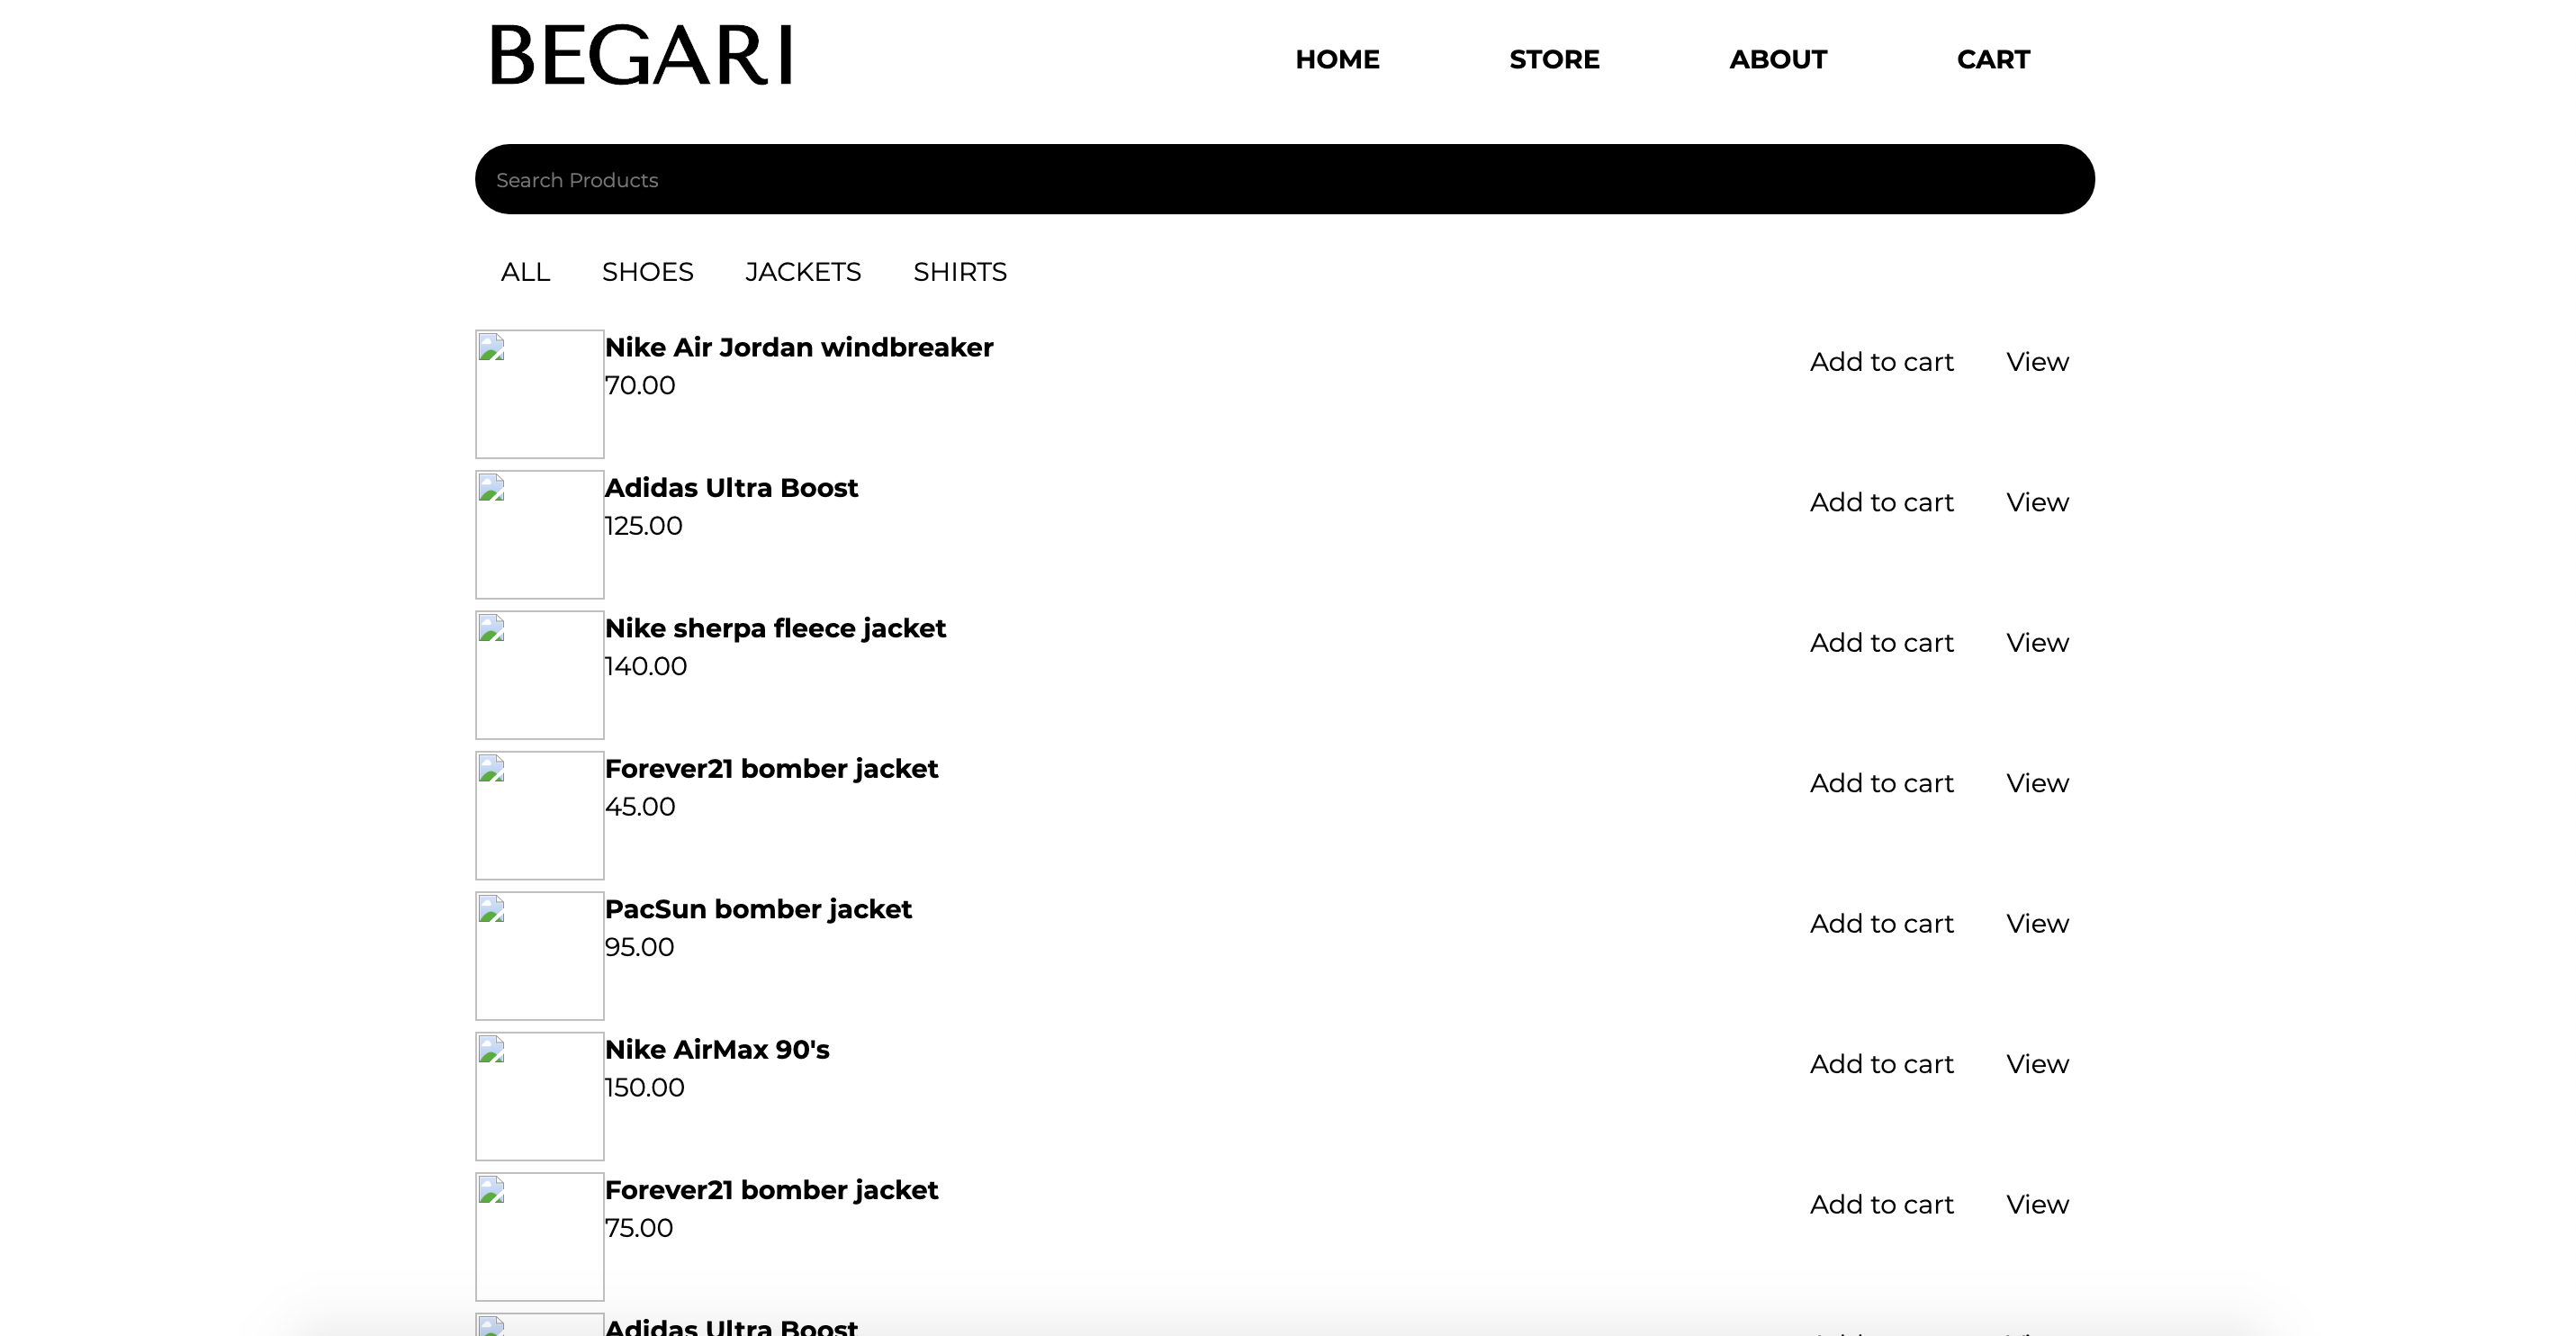 BEGARI
HOME STORE ABOUT CART
Search Products
ALL SHOES JACKETS SHIRTS
Nike Air Jordan windbreaker
70.00
Add to cart View
Adidas Ultra Boost
125.00
Add to cart View
Nike sherpa fleece jacket
140.00
Add to cart View
Forever21 bomber jacket
45.00
Add to cart View
PacSun bomber jacket
95.00
Add to cart View
Nike AirMax 90's
150.00
Add to cart View
Forever21 bomber jacket
75.00
Add to cart View
Adidas Ultra Boost